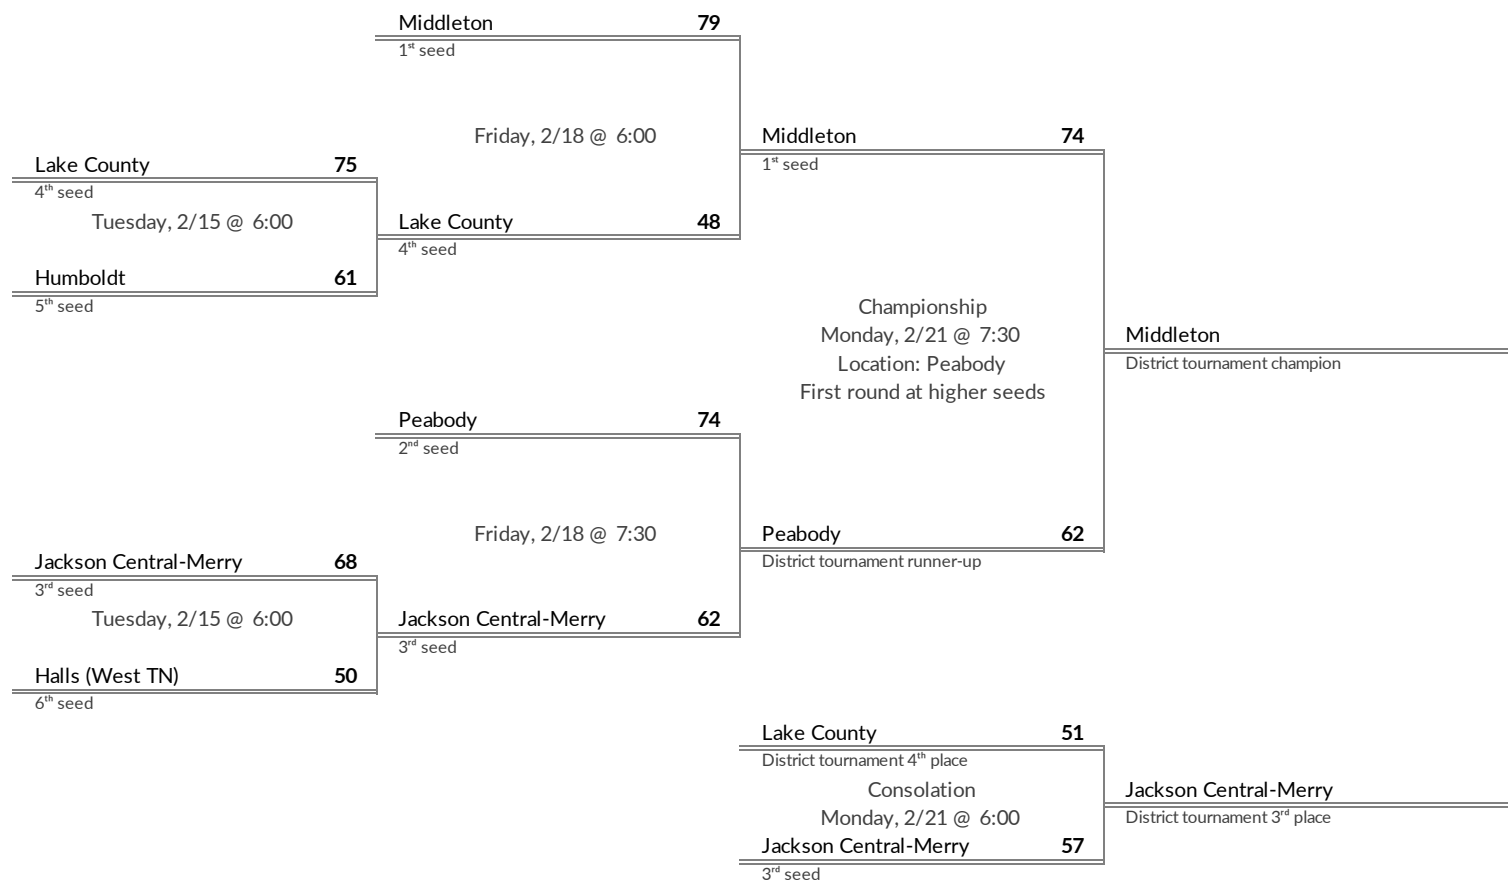 Middleton 79
1st seed
Friday, 2/18 @ 6:00
Middleton 74
1st seed
Lake County 75
4th seed
Tuesday, 2/15 @ 6:00
Lake County 48
4th seed
Humboldt 61
5th seed
Championship
Monday, 2/21 @ 7:30
Location: Peabody
First round at higher seeds
Middleton
District tournament champion
Peabody 74
2nd seed
Friday, 2/18 @ 7:30
Peabody 62
District tournament runner-up
Jackson Central-Merry 68
3rd seed
Tuesday, 2/15 @ 6:00
Jackson Central-Merry 62
3rd seed
Halls (West TN) 50
6th seed
Lake County 51
District tournament 4th place
Consolation
Monday, 2/21 @ 6:00
Jackson Central-Merry
District tournament 3rd place
Jackson Central-Merry 57
3rd seed